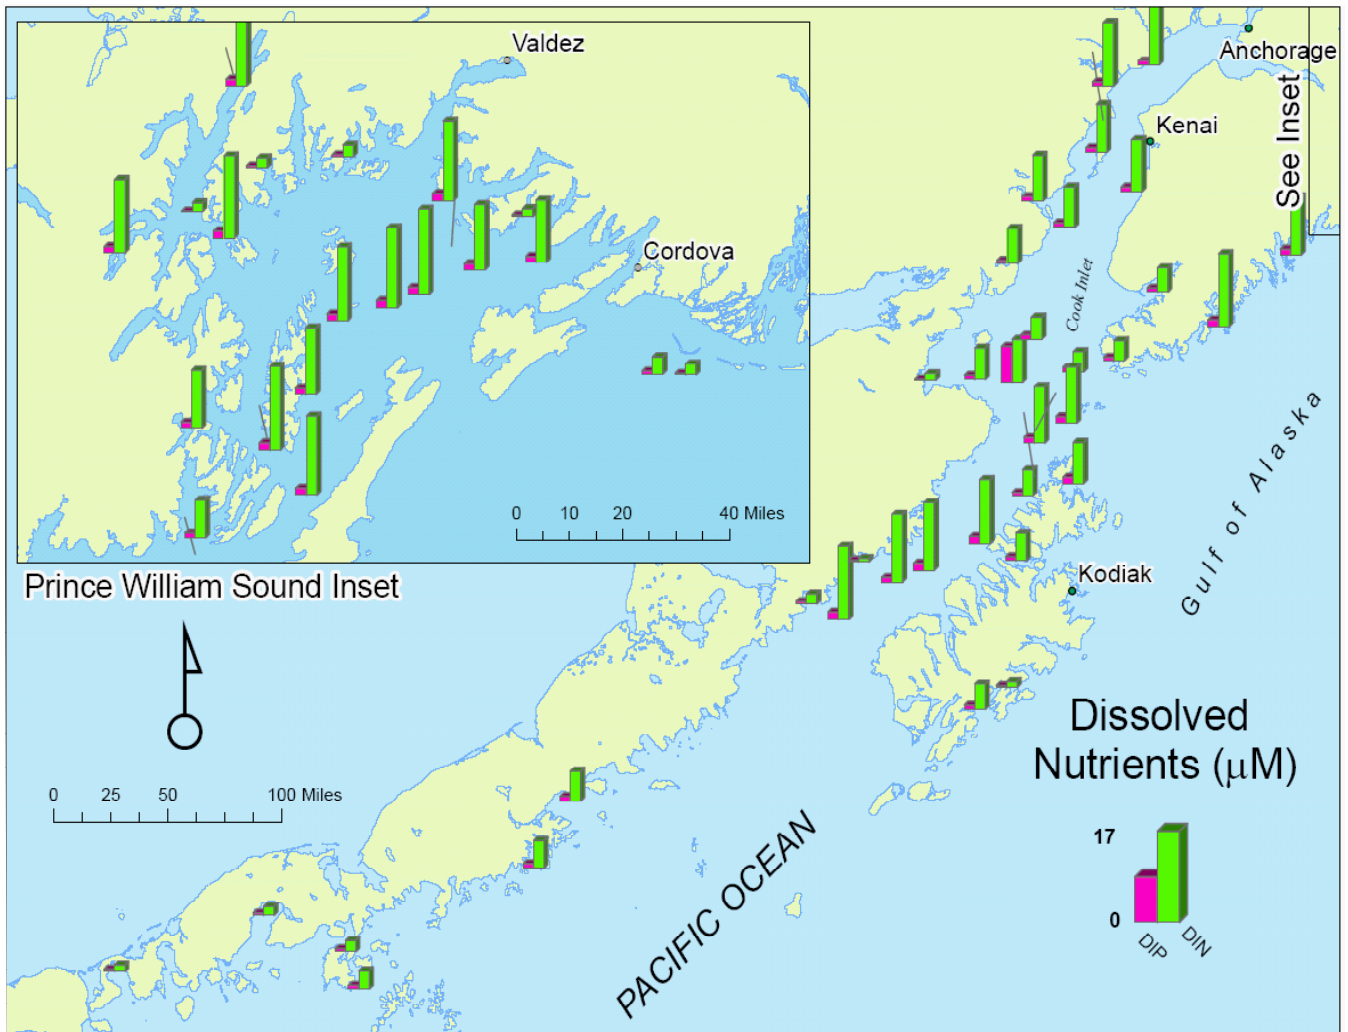 Valdez
Anchorage
Kenai
See Inset
Cordova
Cook Inlet
0 10 20 40 Miles
Gulf of Alaska
Prince William Sound Inset
Kodiak
Dissolved
Nutrients (µM)
0 25 50 100 Miles
17
0
DIP DIN
PACIFIC OCEAN